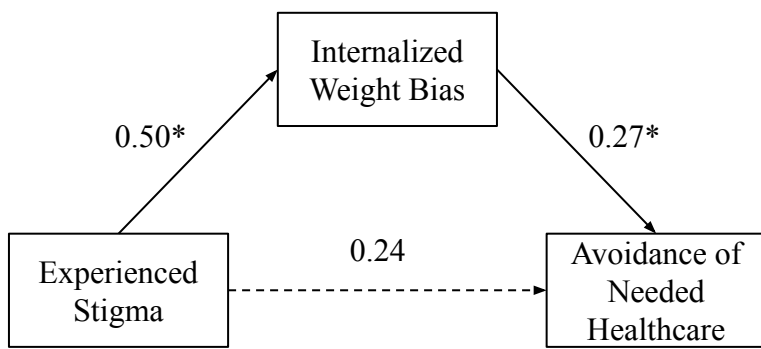 Internalized
Weight Bias
0.50*
0.27*
0.24
Experienced
Stigma
Avoidance of
Needed
Healthcare